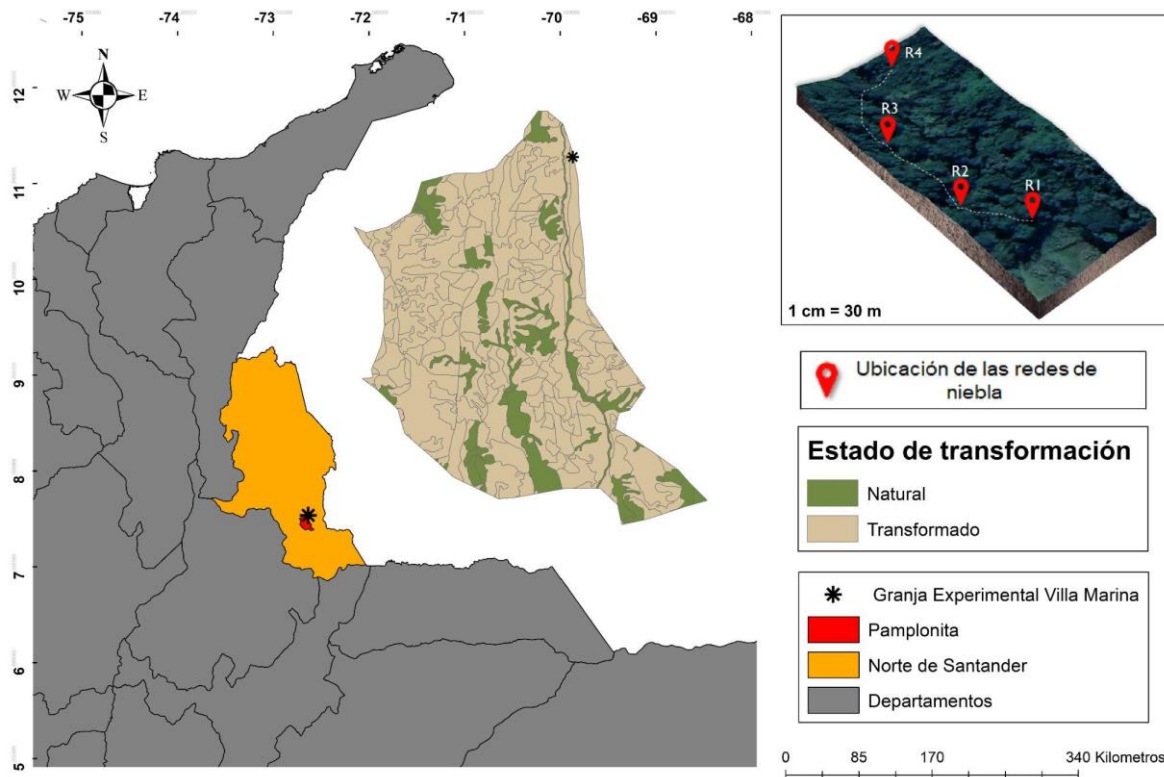 -75 -74 -73 -72 -71 -70 -69 -68
N
W E
S
12
11
10
9
8
7
6
5
R4
R3
R2
R1
1 cm = 30 m
Ubicación de las redes de
niebla
Estado de transformación
Natural
Transformado
Granja Experimental Villa Marina
Pamplonita
Norte de Santander
Departamentos
0 85 170 340 Kilometros